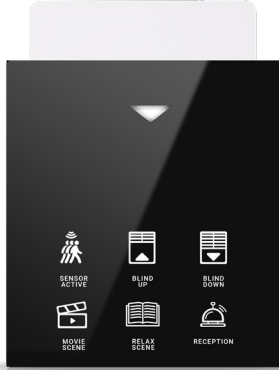 SENSOR
ACTIVE
BLIND
UP
BLIND
DOWN
MOVIE
SCENE
RELAX
SCENE
RECEPTION